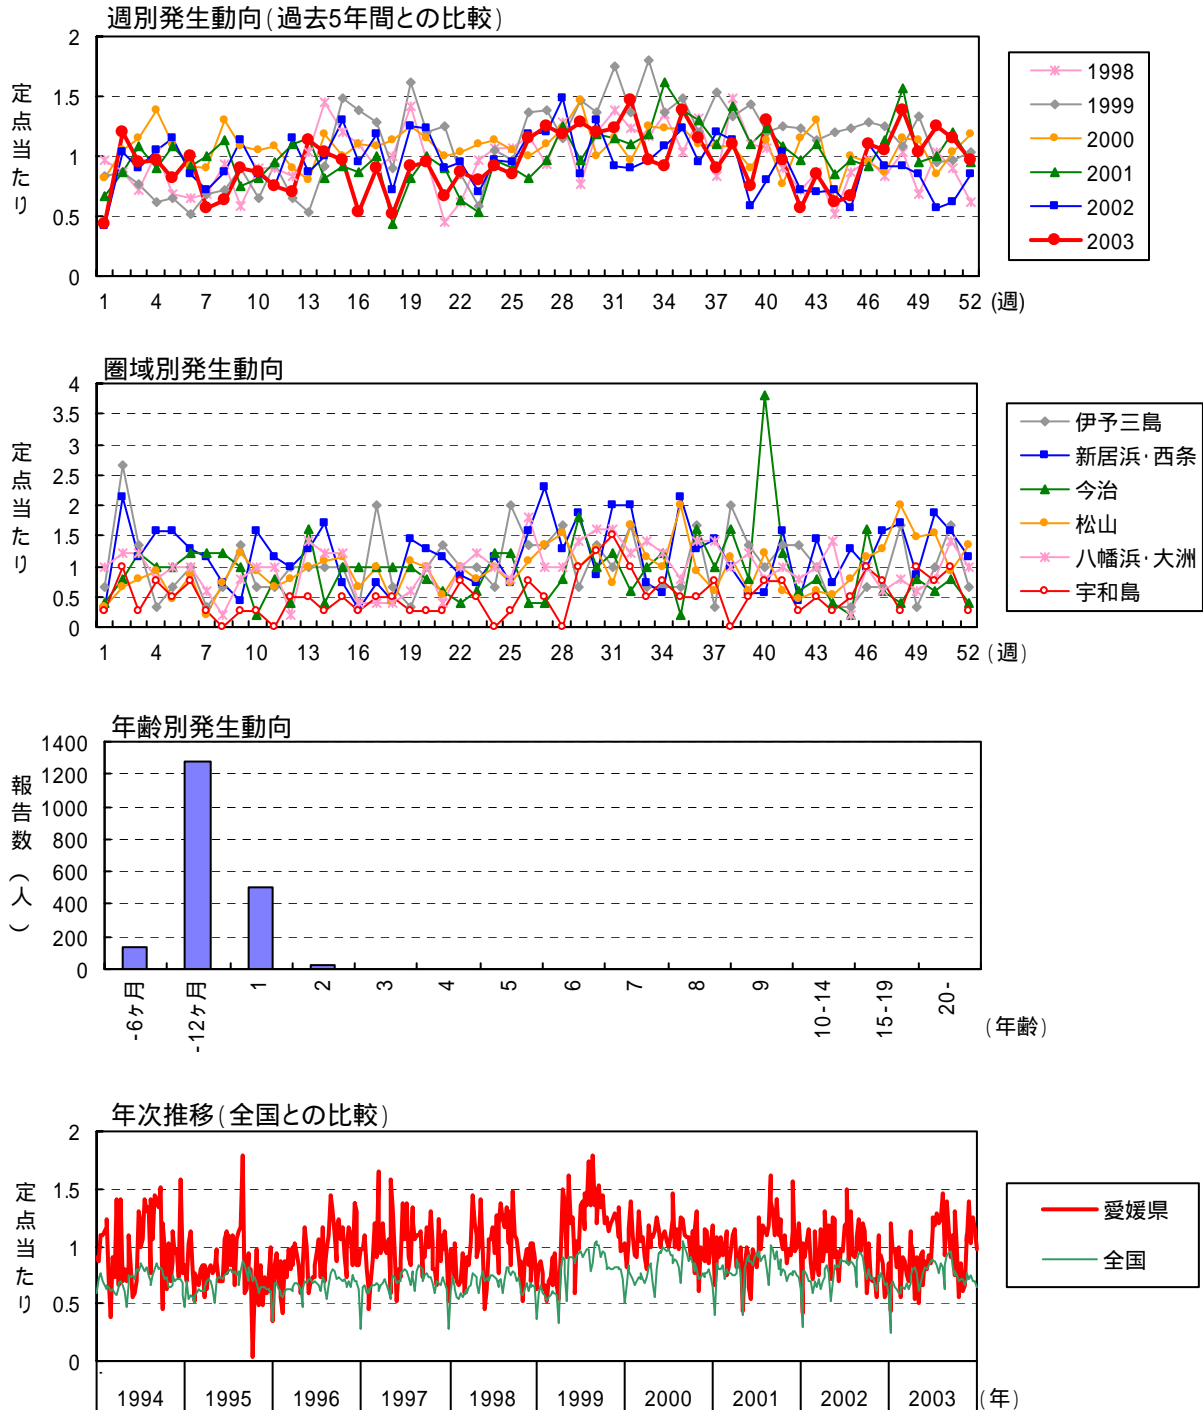 週別発生動向(過去5年間との比較)
定点当たり
2
1.5
1
0.5
0
1 4 7 10 13 16 19 22 25 28 31 34 37 40 43 46 49 52 (週)
1998
1999
2000
2001
2002
2003
圏域別発生動向
定点当たり
4
3.5
3
2.5
2
1.5
1
0.5
0
1 4 7 10 13 16 19 22 25 28 31 34 37 40 43 46 49 52 (週)
伊予三島
新居浜・西条
今治
松山
八幡浜・大洲
宇和島
年齢別発生動向
報告数(人)
1400
1200
1000
800
600
400
200
0
-6ヶ月 -12ヶ月 1 2 3 4 5 6 7 8 9 10-14 15-19 20-
(年齢)
年次推移(全国との比較)
定点当たり
2
1.5
1
0.5
0
1994 1995 1996 1997 1998 1999 2000 2001 2002 2003 (年)
愛媛県
全国